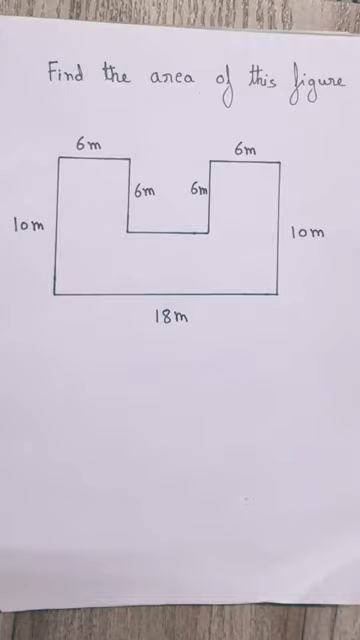 Find the area of this figure
6m
6m
6m
6m
10m
10m
18m